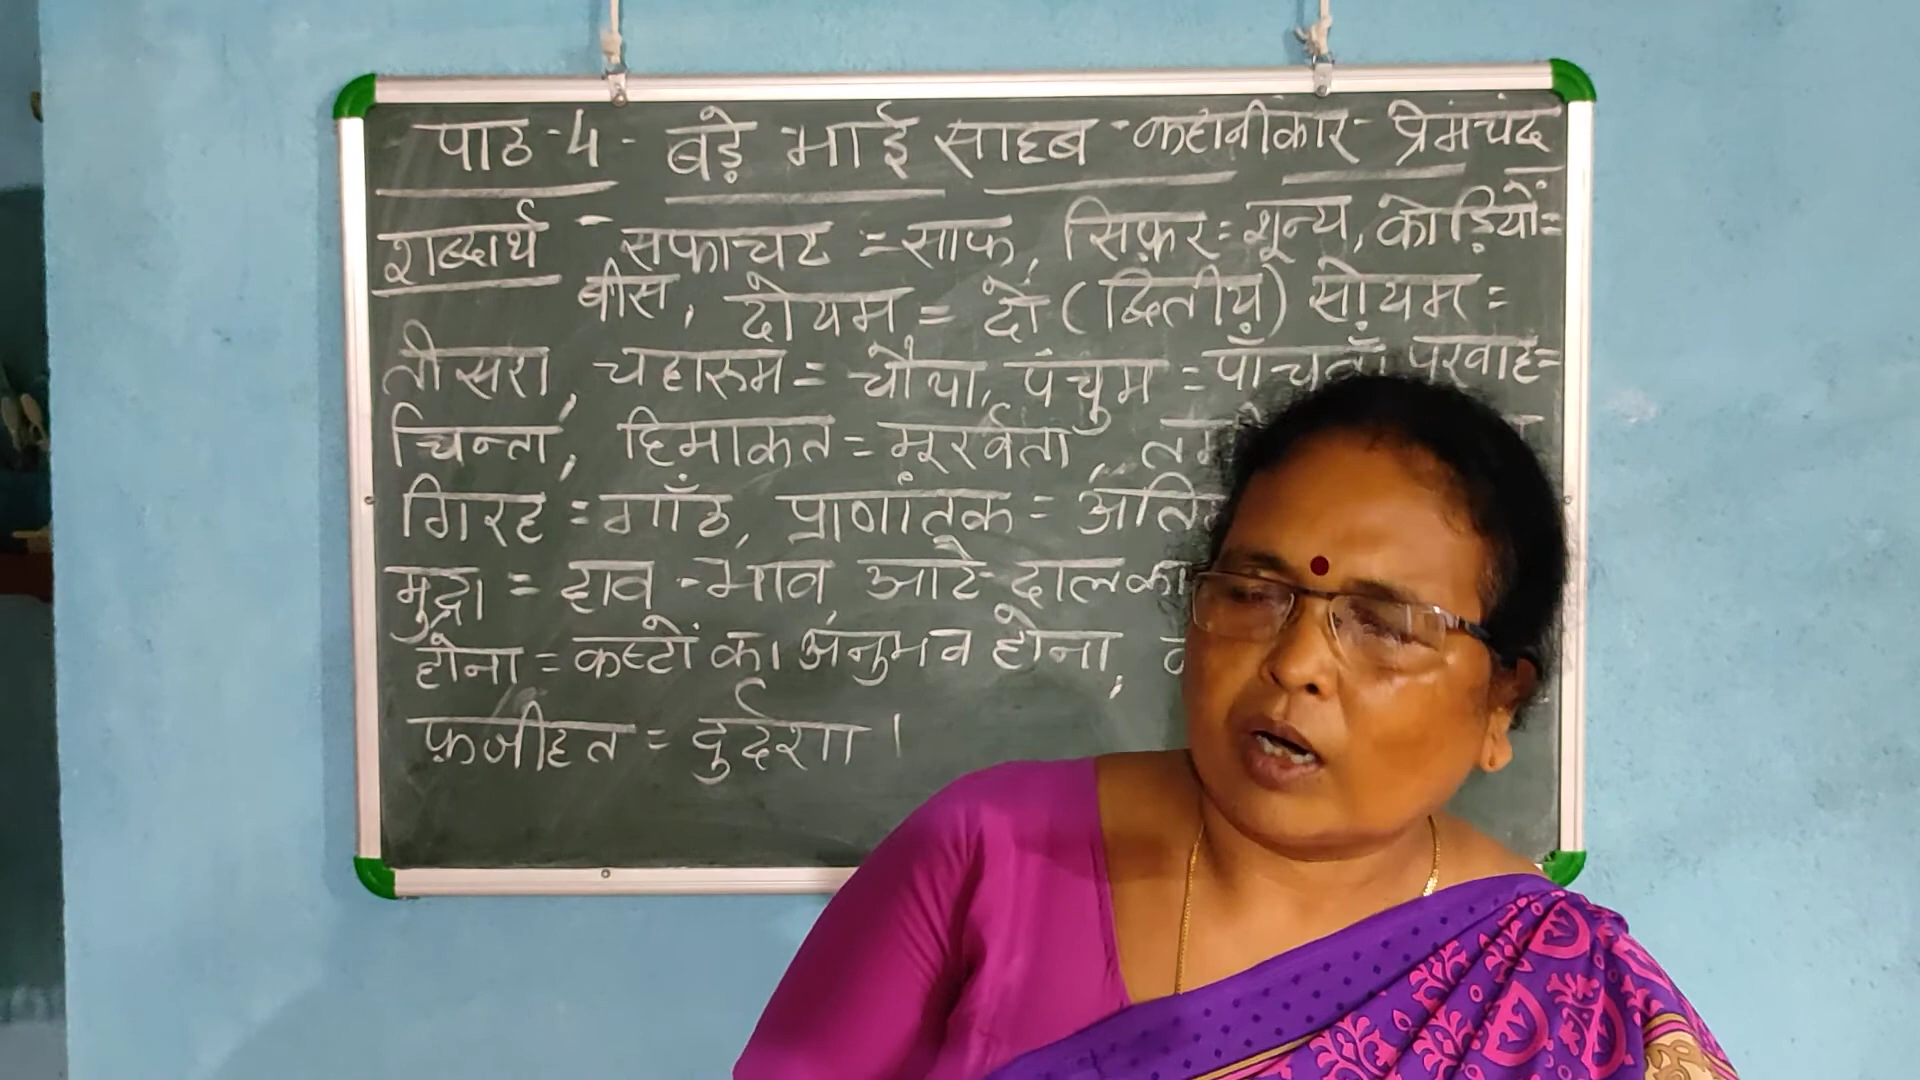 पाठ-4- बड़े भाई साहब - कहानीकार- प्रेमचंद
शब्दार्थ - सफाचट = साफ, सिफ़र = शून्य, कोड़ियों =
बीस, दोयम = दो (द्वितीय) सोयम =
तीसरा, चहारुम = चौथा, पंचुम = पाँचवाँ परवाह =
चिन्ता, हिमाकत = मूर्खता,
गिरह = गाँठ, प्राणांतक =
मुद्रा = हाव-भाव, आटे-दाल का
होना = कष्टों का अनुभव होना,
फ़जीहत = दुर्दशा ।